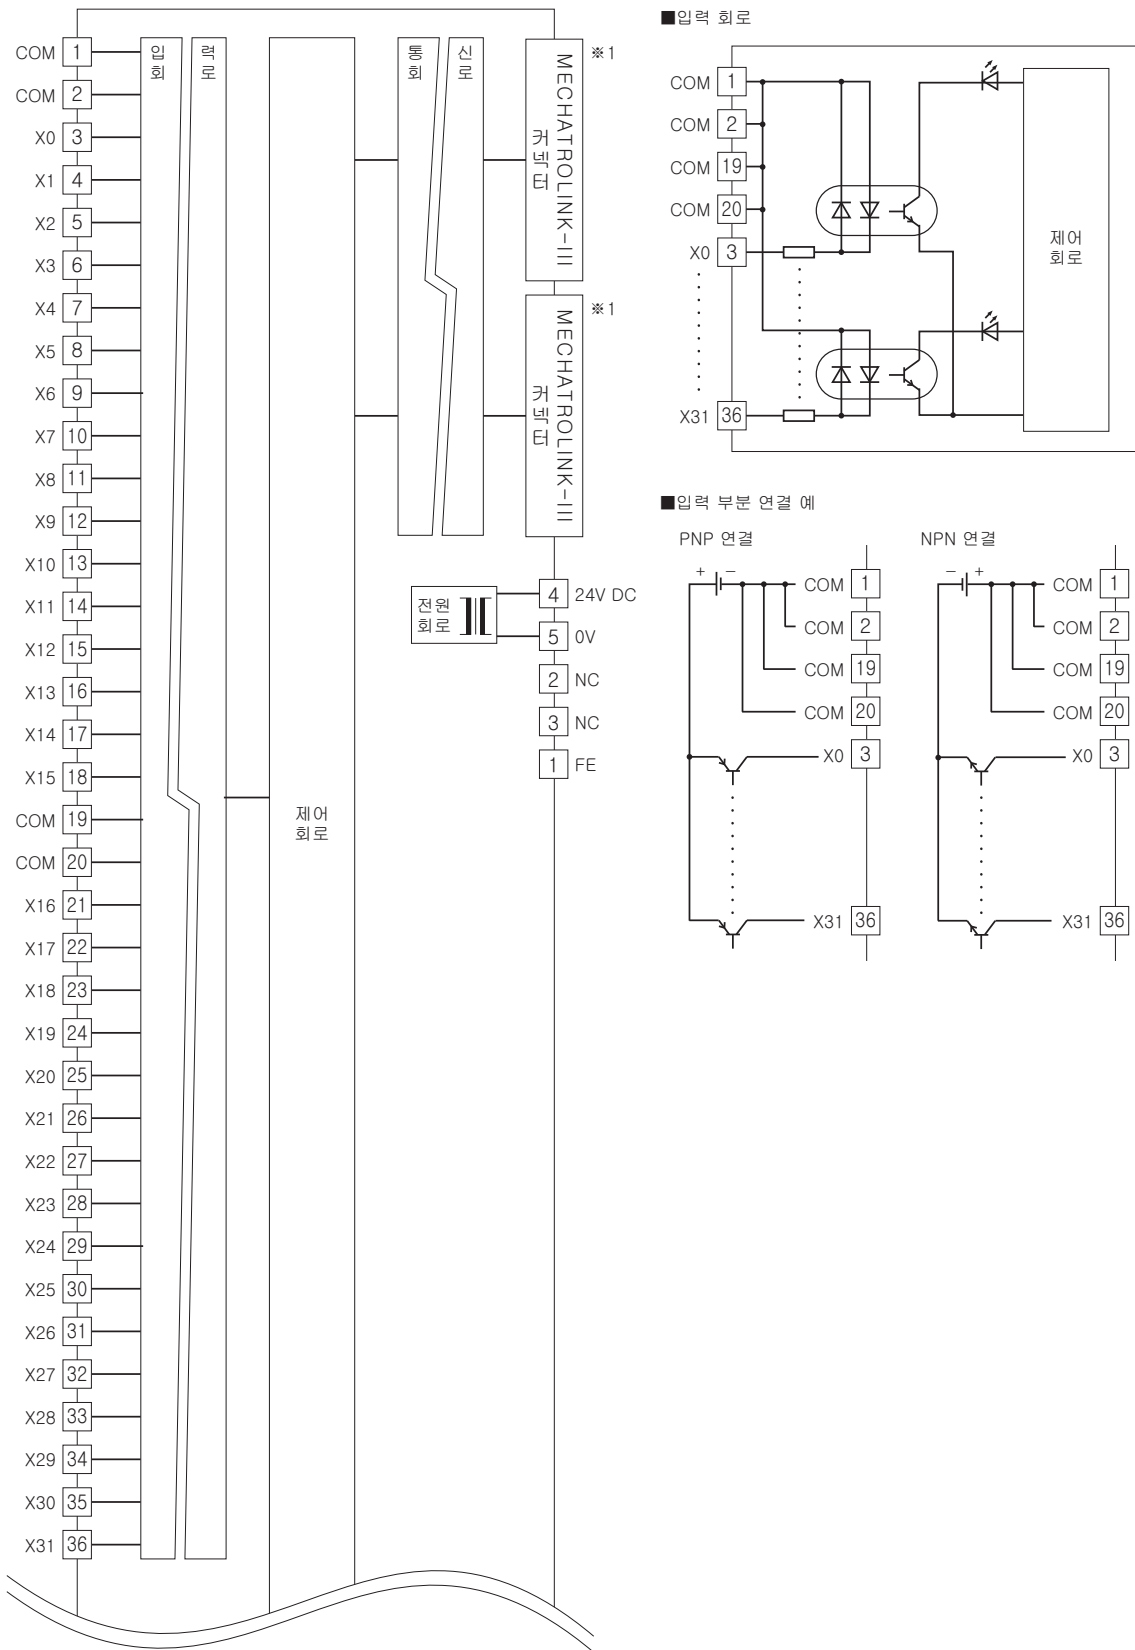 COM 1
COM 2
X0 3
X1 4
X2 5
X3 6
X4 7
X5 8
X6 9
X7 10
X8 11
X9 12
X10 13
X11 14
X12 15
X13 16
X14 17
X15 18
COM 19
COM 20
X16 21
X17 22
X18 23
X19 24
X20 25
X21 26
X22 27
X23 28
X24 29
X25 30
X26 31
X27 32
X28 33
X29 34
X30 35
X31 36
입 력
회 로
제어
회로
통 신
회 로
MECHATROLINK-III
커넥터
※1
MECHATROLINK-III
커넥터
※1
전원
회로
4 24V DC
5 0V
2 NC
3 NC
1 FE
■입력 회로
COM 1
COM 2
COM 19
COM 20
X0 3
X31 36
제어
회로
■입력 부분 연결 예
PNP 연결
+ −
COM 1
COM 2
COM 19
COM 20
X0 3
X31 36
NPN 연결
− +
COM 1
COM 2
COM 19
COM 20
X0 3
X31 36